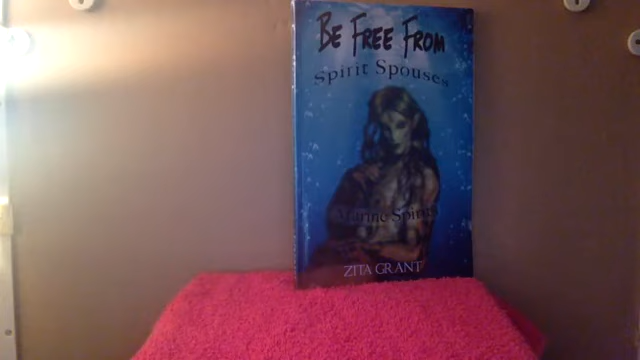 Be Free From
Spirit Spouses
Marine Spirits
ZITA GRANT